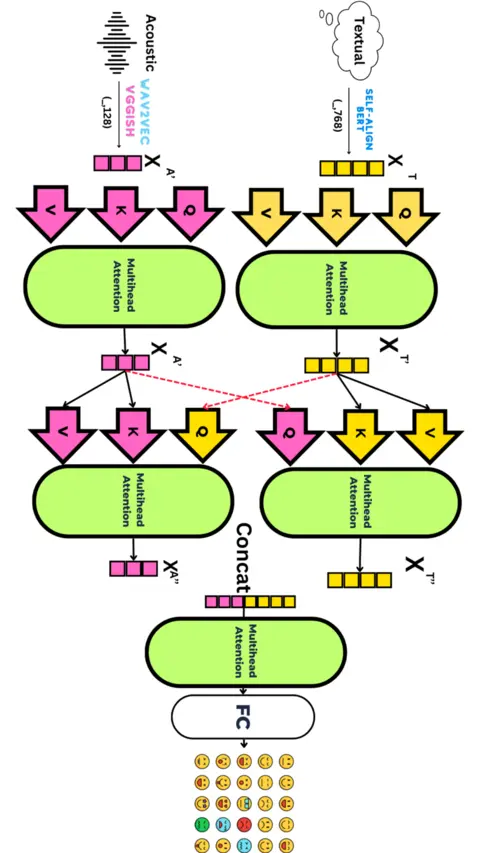 Textual
SELF-ALIGN
BERT
(_,768)
X T
Q
K
V
Multihead
Attention
X T'
V
K
Q
Multihead
Attention
X T"
Acoustic
WAV2VEC
VGGISH
(_,128)
X A'
Q
K
V
Multihead
Attention
X A'
Q
K
V
Multihead
Attention
X A"
Concat
Multihead
Attention
FC